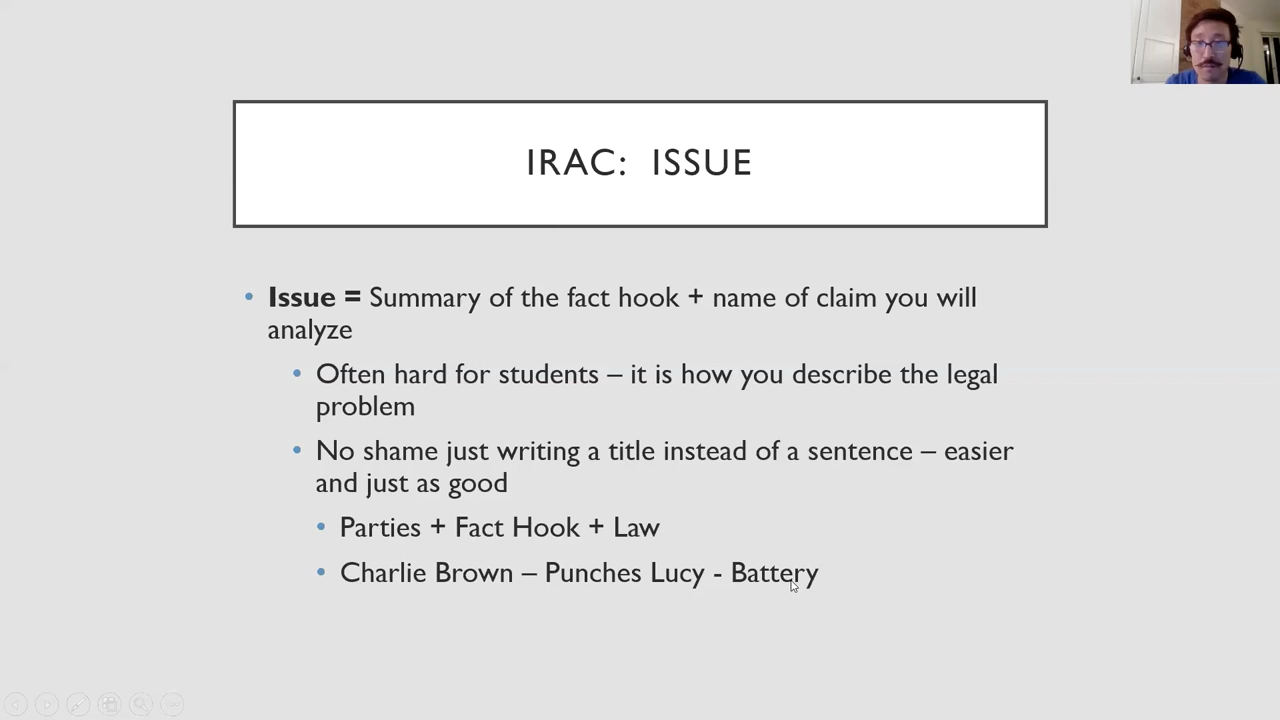 IRAC: ISSUE
• Issue = Summary of the fact hook + name of claim you will
analyze
• Often hard for students – it is how you describe the legal
problem
• No shame just writing a title instead of a sentence – easier
and just as good
• Parties + Fact Hook + Law
• Charlie Brown – Punches Lucy - Battery